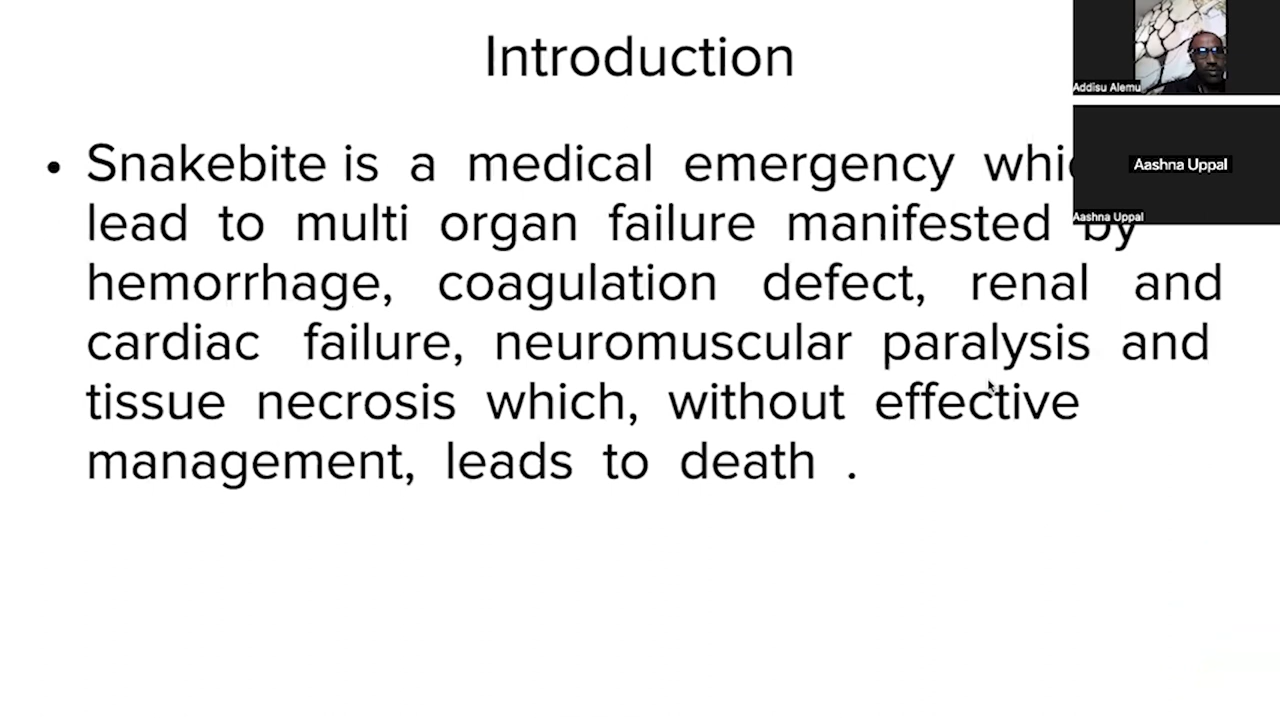 Introduction
• Snakebite is a medical emergency
lead to multi organ failure manifested by
hemorrhage, coagulation defect, renal and
cardiac failure, neuromuscular paralysis and
tissue necrosis which, without effective
management, leads to death .
Addisu Alemu
Aashna Uppal
Aashna Uppal